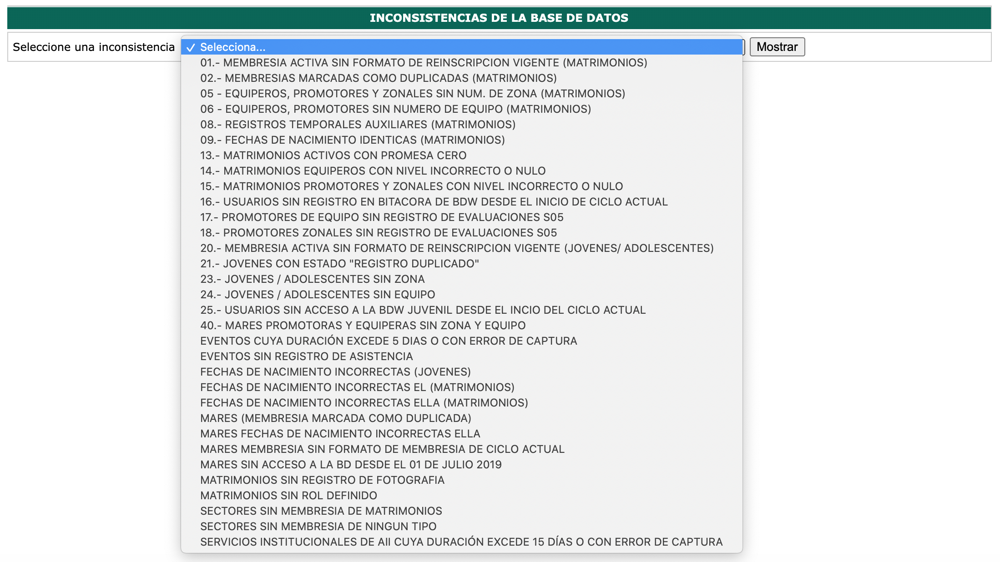 INCONSISTENCIAS DE LA BASE DE DATOS
Seleccione una inconsistencia ✓ Selecciona... Mostrar
01.- MEMBRESIA ACTIVA SIN FORMATO DE REINSCRIPCION VIGENTE (MATRIMONIOS)
02.- MEMBRESIAS MARCADAS COMO DUPLICADAS (MATRIMONIOS)
05 - EQUIPEROS, PROMOTORES Y ZONALES SIN NUM. DE ZONA (MATRIMONIOS)
06 - EQUIPEROS, PROMOTORES SIN NUMERO DE EQUIPO (MATRIMONIOS)
08.- REGISTROS TEMPORALES AUXILIARES (MATRIMONIOS)
09.- FECHAS DE NACIMIENTO IDENTICAS (MATRIMONIOS)
13.- MATRIMONIOS ACTIVOS CON PROMESA CERO
14.- MATRIMONIOS EQUIPEROS CON NIVEL INCORRECTO O NULO
15.- MATRIMONIOS PROMOTORES Y ZONALES CON NIVEL INCORRECTO O NULO
16.- USUARIOS SIN REGISTRO EN BITACORA DE BDW DESDE EL INICIO DE CICLO ACTUAL
17.- PROMOTORES DE EQUIPO SIN REGISTRO DE EVALUACIONES S05
18.- PROMOTORES ZONALES SIN REGISTRO DE EVALUACIONES S05
20.- MEMBRESIA ACTIVA SIN FORMATO DE REINSCRIPCION VIGENTE (JOVENES/ ADOLESCENTES)
21.- JOVENES CON ESTADO "REGISTRO DUPLICADO"
23.- JOVENES / ADOLESCENTES SIN ZONA
24.- JOVENES / ADOLESCENTES SIN EQUIPO
25.- USUARIOS SIN ACCESO A LA BDW JUVENIL DESDE EL INCIO DEL CICLO ACTUAL
40.- MARES PROMOTORAS Y EQUIPERAS SIN ZONA Y EQUIPO
EVENTOS CUYA DURACIÓN EXCEDE 5 DIAS O CON ERROR DE CAPTURA
EVENTOS SIN REGISTRO DE ASISTENCIA
FECHAS DE NACIMIENTO INCORRECTAS (JOVENES)
FECHAS DE NACIMIENTO INCORRECTAS EL (MATRIMONIOS)
FECHAS DE NACIMIENTO INCORRECTAS ELLA (MATRIMONIOS)
MARES (MEMBRESIA MARCADA COMO DUPLICADA)
MARES FECHAS DE NACIMIENTO INCORRECTAS ELLA
MARES MEMBRESIA SIN FORMATO DE MEMBRESIA DE CICLO ACTUAL
MARES SIN ACCESO A LA BD DESDE EL 01 DE JULIO 2019
MATRIMONIOS SIN REGISTRO DE FOTOGRAFIA
MATRIMONIOS SIN ROL DEFINIDO
SECTORES SIN MEMBRESIA DE MATRIMONIOS
SECTORES SIN MEMBRESIA DE NINGUN TIPO
SERVICIOS INSTITUCIONALES DE AII CUYA DURACIÓN EXCEDE 15 DÍAS O CON ERROR DE CAPTURA